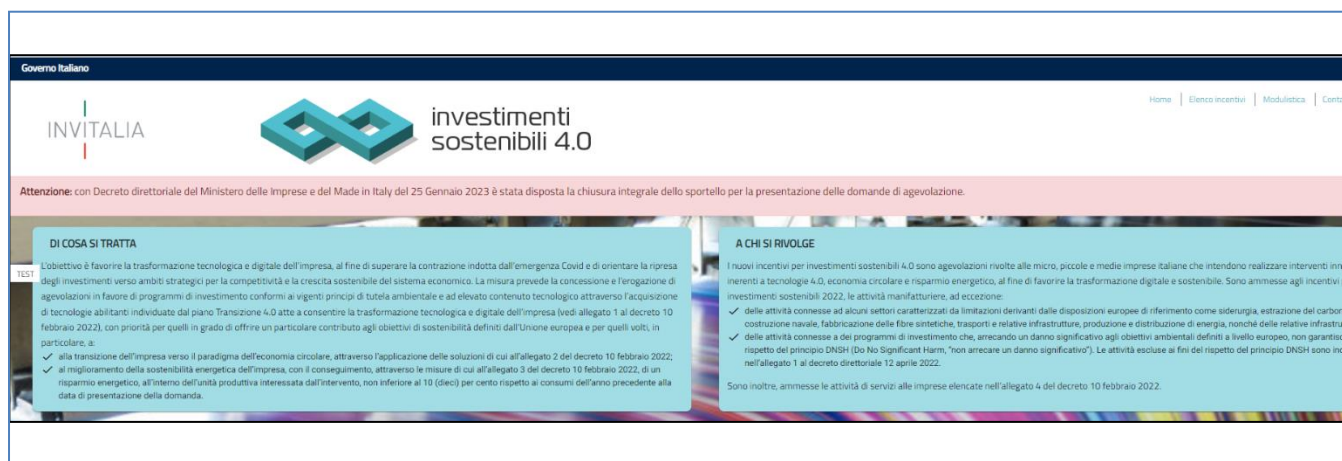 Governo Italiano
INVITALIA
investimenti
sostenibili 4.0
Home | Elenco incentivi | Modulistica |
Attenzione: con Decreto direttoriale del Ministero delle Imprese e del Made in Italy del 25 Gennaio 2023 è stata disposta la chiusura integrale dello sportello per la presentazione delle domande di agevolazione.
DI COSA SI TRATTA
TEST
L'obiettivo è favorire la trasformazione tecnologica e digitale dell'impresa, al fine di superare la contrazione indotta dall'emergenza Covid e di orientare la ripresa
degli investimenti verso ambiti strategici per la competitività e la crescita sostenibile del sistema economico. La misura prevede la concessione e l'erogazione di
agevolazioni in favore di programmi di investimento conformi ai vigenti principi di tutela ambientale e ad elevato contenuto tecnologico attraverso l'acquisizione
di tecnologie abilitanti individuate dal piano Transizione 4.0 atte a consentire la trasformazione tecnologica e digitale dell'impresa (vedi allegato 1 al decreto 10
febbraio 2022), con priorità per quelli in grado di offrire un particolare contributo agli obiettivi di sostenibilità definiti dall'Unione europea e per quelli volti, in
particolare, a:
✓ alla transizione dell'impresa verso il paradigma dell'economia circolare, attraverso l'applicazione delle soluzioni di cui all'allegato 2 del decreto 10 febbraio 2022;
✓ al miglioramento della sostenibilità energetica dell'impresa, con il conseguimento, attraverso le misure di cui all'allegato 3 del decreto 10 febbraio 2022, di un
risparmio energetico, all'interno dell'unità produttiva interessata dall'intervento, non inferiore al 10 (dieci) per cento rispetto ai consumi dell'anno precedente alla
data di presentazione della domanda.
A CHI SI RIVOLGE
I nuovi incentivi per investimenti sostenibili 4.0 sono agevolazioni rivolte alle micro, piccole e medie imprese italiane che intendono realizzare interventi
inerenti a tecnologie 4.0, economia circolare e risparmio energetico, al fine di favorire la trasformazione digitale e sostenibile. Sono ammesse agli incentivi
investimenti sostenibili 2022, le attività manifatturiere, ad eccezione:
✓ delle attività connesse ad alcuni settori caratterizzati da limitazioni derivanti dalle disposizioni europee di riferimento come siderurgia, estrazione del
costruzione navale, fabbricazione delle fibre sintetiche, trasporti e relative infrastrutture, produzione e distribuzione di energia, nonché delle relative
✓ delle attività connesse a dei programmi di investimento che, arrecando un danno significativo agli obiettivi ambientali definiti a livello europeo, non
rispetto del principio DNSH (Do No Significant Harm, "non arrecare un danno significativo"). Le attività escluse ai fini del rispetto del principio DNSH sono
nell'allegato 1 al decreto direttoriale 12 aprile 2022.
Sono inoltre, ammesse le attività di servizi alle imprese elencate nell'allegato 4 del decreto 10 febbraio 2022.